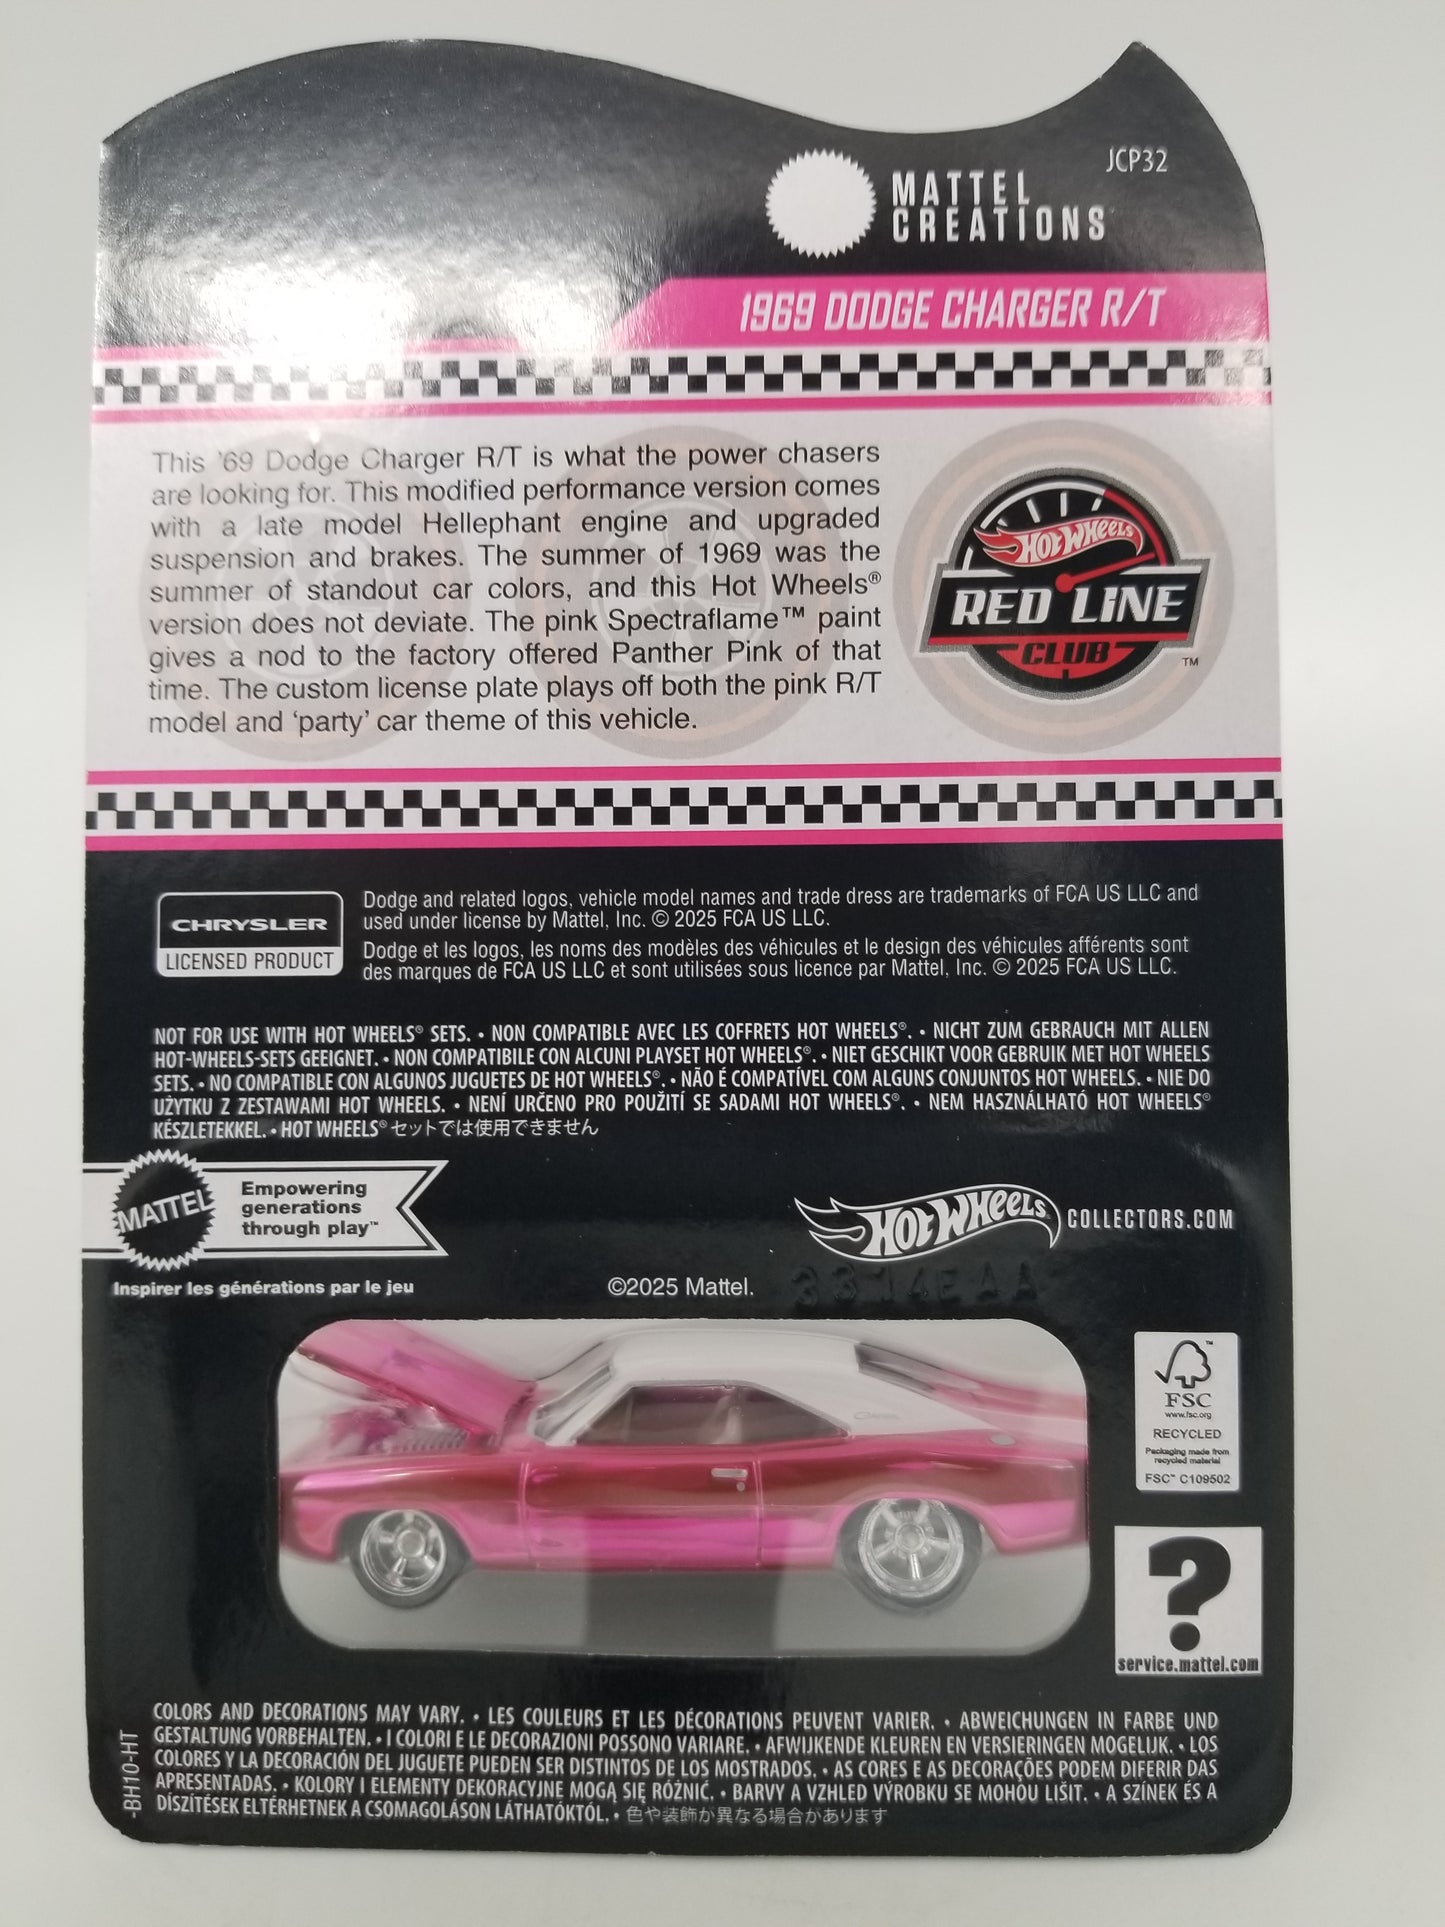 JCP32
MATTEL
CREATIONS
1969 DODGE CHARGER R/T
This '69 Dodge Charger R/T is what the power chasers
are looking for. This modified performance version comes
with a late model Hellephant engine and upgraded
suspension and brakes. The summer of 1969 was the
summer of standout car colors, and this Hot Wheels®
version does not deviate. The pink Spectraflame™ paint
gives a nod to the factory offered Panther Pink of that
time. The custom license plate plays off both the pink R/T
model and ‘party’ car theme of this vehicle.
HOT WHEELS
RED LINE
CLUB
™
CHRYSLER
LICENSED PRODUCT
Dodge and related logos, vehicle model names and trade dress are trademarks of FCA US LLC and
used under license by Mattel, Inc. © 2025 FCA US LLC.
Dodge et les logos, les noms des modèles des véhicules et le design des véhicules afférents sont
des marques de FCA US LLC et sont utilisées sous licence par Mattel, Inc. © 2025 FCA US LLC.
NOT FOR USE WITH HOT WHEELS® SETS. • NON COMPATIBLE AVEC LES COFFRETS HOT WHEELS®. • NICHT ZUM GEBRAUCH MIT ALLEN
HOT-WHEELS-SETS GEEIGNET. • NON COMPATIBILE CON ALCUNI PLAYSET HOT WHEELS®. • NIET GESCHIKT VOOR GEBRUIK MET HOT WHEELS
SETS. • NO COMPATIBLE CON ALGUNOS JUGUETES DE HOT WHEELS®. • NÃO É COMPATÍVEL COM ALGUNS CONJUNTOS HOT WHEELS. • NIE DO
UŻYTKU Z ZESTAWAMI HOT WHEELS. • NENÍ URČENO PRO POUŽITÍ SE SADAMI HOT WHEELS®. • NEM HASZNÁLHATÓ HOT WHEELS®
KÉSZLETEKKEL. • HOT WHEELS® セットでは使用できません
MATTEL
Empowering
generations
through play™
Inspirer les générations par le jeu
HOT WHEELS COLLECTORS.COM
©2025 Mattel.
3314EAA
FSC™
www.fsc.org
RECYCLED
Packaging made from
recycled material
FSC™ C109502
?
service.mattel.com
-BH10-HT
COLORS AND DECORATIONS MAY VARY. • LES COULEURS ET LES DÉCORATIONS PEUVENT VARIER. • ABWEICHUNGEN IN FARBE UND
GESTALTUNG VORBEHALTEN. • I COLORI E LE DECORAZIONI POSSONO VARIARE. • AFWIJKENDE KLEUREN EN VERSIERINGEN MOGELIJK. • LOS
COLORES Y LA DECORACIÓN DEL JUGUETE PUEDEN SER DISTINTOS DE LOS MOSTRADOS. • AS CORES E AS DECORAÇÕES PODEM DIFERIR DAS
APRESENTADAS. • KOLORY I ELEMENTY DEKORACYJNE MOGĄ SIĘ RÓŻNIĆ. • BARVY A VZHLED VÝROBKU SE MOHOU LIŠIT. • A SZÍNEK ÉS A
DÍSZÍTÉSEK ELTÉRHETNEK A CSOMAGOLÁSON LÁTHATÓKTÓL. • 色や装飾が異なる場合があります